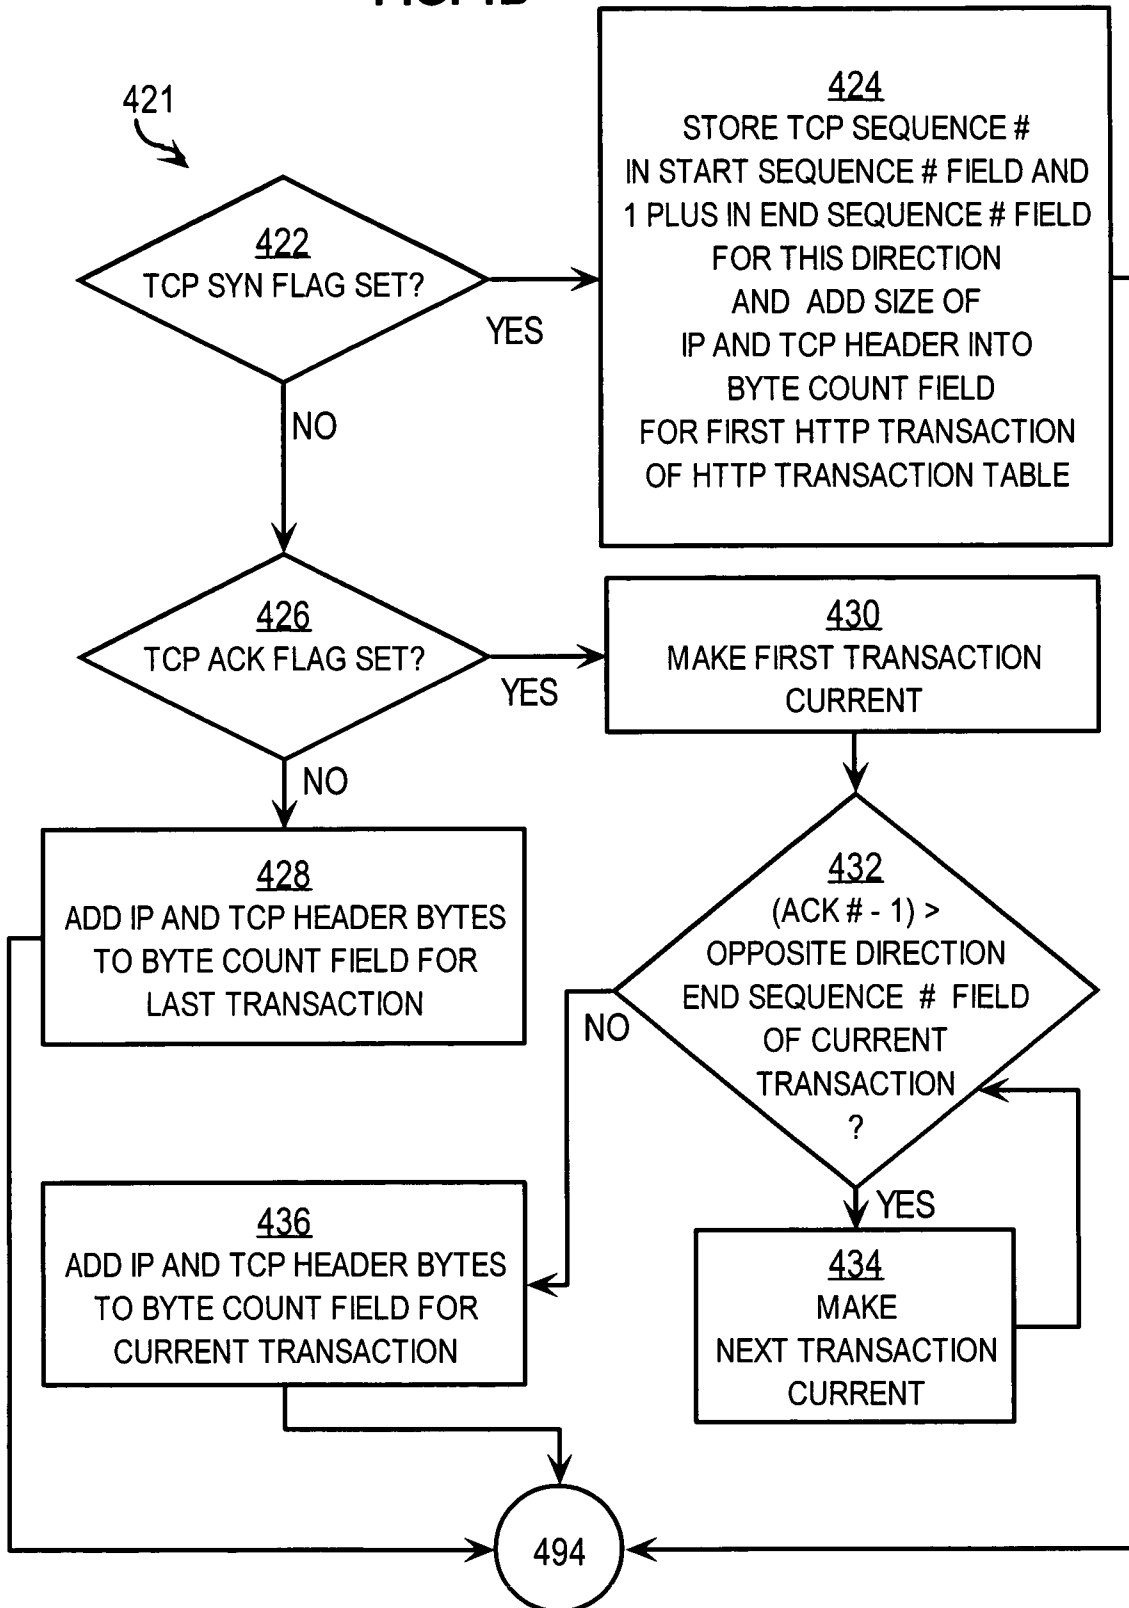 421
422
TCP SYN FLAG SET?
YES
NO
424
STORE TCP SEQUENCE #
IN START SEQUENCE # FIELD AND
1 PLUS IN END SEQUENCE # FIELD
FOR THIS DIRECTION
AND ADD SIZE OF
IP AND TCP HEADER INTO
BYTE COUNT FIELD
FOR FIRST HTTP TRANSACTION
OF HTTP TRANSACTION TABLE
426
TCP ACK FLAG SET?
YES
NO
430
MAKE FIRST TRANSACTION
CURRENT
428
ADD IP AND TCP HEADER BYTES
TO BYTE COUNT FIELD FOR
LAST TRANSACTION
432
(ACK # - 1) >
OPPOSITE DIRECTION
END SEQUENCE # FIELD
OF CURRENT
TRANSACTION
?
NO
YES
436
ADD IP AND TCP HEADER BYTES
TO BYTE COUNT FIELD FOR
CURRENT TRANSACTION
434
MAKE
NEXT TRANSACTION
CURRENT
494